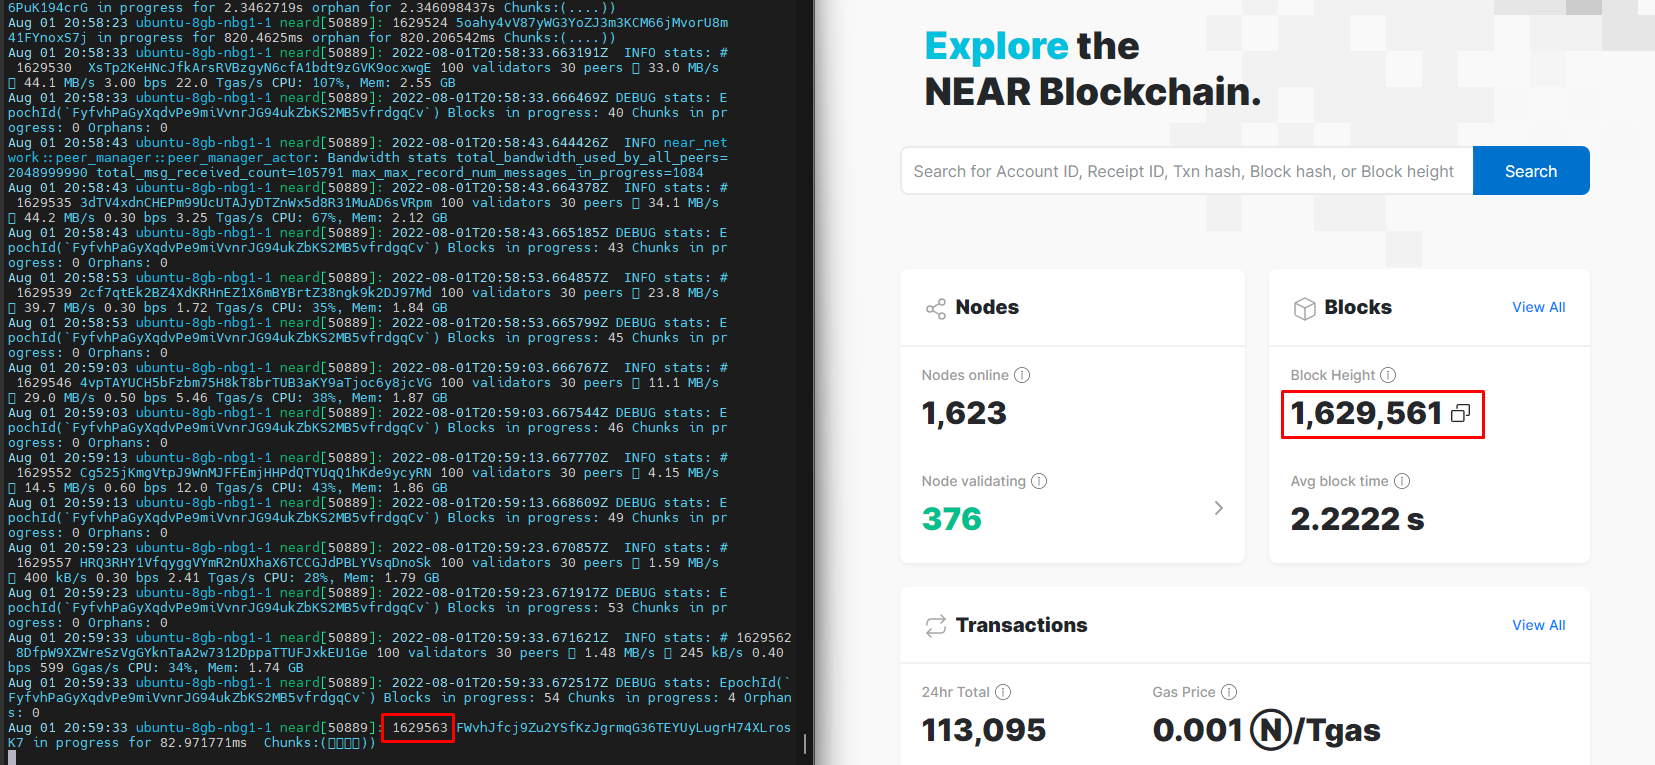 6PuK194crG in progress for 2.3462719s orphan for 2.346098437s Chunks:(....))
Aug 01 20:58:23 ubuntu-8gb-nbg1-1 neard[50889]: 1629524 5oahy4vV87yWG3YoZJ3m3KCM66jMvorU8m
41FYnoxS7j in progress for 820.4625ms orphan for 820.206542ms Chunks:(....))
Aug 01 20:58:33 ubuntu-8gb-nbg1-1 neard[50889]: 2022-08-01T20:58:33.663191Z  INFO stats: #
1629530  XsTp2KeHNcJfkArsRVBzgyN6cfA1bdt9zGVK9ocxwgE 100 validators 30 peers 33.0 MB/s
44.1 MB/s 3.00 bps 22.0 Tgas/s CPU: 107%, Mem: 2.55 GB
Aug 01 20:58:33 ubuntu-8gb-nbg1-1 neard[50889]: 2022-08-01T20:58:33.666469Z DEBUG stats: E
pochId(`FyfvhPaGyXqdvPe9miVvnrJG94ukZbKS2MB5vfrdgqCv`) Blocks in progress: 40 Chunks in pr
ogress: 0 Orphans: 0
Aug 01 20:58:43 ubuntu-8gb-nbg1-1 neard[50889]: 2022-08-01T20:58:43.644426Z  INFO near_net
work::peer_manager::peer_manager_actor: Bandwidth stats total_bandwidth_used_by_all_peers=
2048999990 total_msg_received_count=105791 max_max_record_num_messages_in_progress=1084
Aug 01 20:58:43 ubuntu-8gb-nbg1-1 neard[50889]: 2022-08-01T20:58:43.664378Z  INFO stats: #
1629535 3dTV4xdnCHEPm99UcUTAJyDTZnWx5d8R31MuAD6sVRpm 100 validators 30 peers 34.1 MB/s
44.2 MB/s 0.30 bps 3.25 Tgas/s CPU: 67%, Mem: 2.12 GB
Aug 01 20:58:43 ubuntu-8gb-nbg1-1 neard[50889]: 2022-08-01T20:58:43.665185Z DEBUG stats: E
pochId(`FyfvhPaGyXqdvPe9miVvnrJG94ukZbKS2MB5vfrdgqCv`) Blocks in progress: 43 Chunks in pr
ogress: 0 Orphans: 0
Aug 01 20:58:53 ubuntu-8gb-nbg1-1 neard[50889]: 2022-08-01T20:58:53.664857Z  INFO stats: #
1629539 2cf7qtEk2BZ4XdKRHnEZ1X6mBYBrtZ38ngk9k2DJ97Md 100 validators 30 peers 23.8 MB/s
39.7 MB/s 0.30 bps 1.72 Tgas/s CPU: 35%, Mem: 1.84 GB
Aug 01 20:58:53 ubuntu-8gb-nbg1-1 neard[50889]: 2022-08-01T20:58:53.665799Z DEBUG stats: E
pochId(`FyfvhPaGyXqdvPe9miVvnrJG94ukZbKS2MB5vfrdgqCv`) Blocks in progress: 45 Chunks in pr
ogress: 0 Orphans: 0
Aug 01 20:59:03 ubuntu-8gb-nbg1-1 neard[50889]: 2022-08-01T20:59:03.666767Z  INFO stats: #
1629546 4vpTAYUCH5bFzbm75H8kT8brTUB3aKY9aTjoc6y8jcVG 100 validators 30 peers 11.1 MB/s
29.0 MB/s 0.50 bps 5.46 Tgas/s CPU: 38%, Mem: 1.87 GB
Aug 01 20:59:03 ubuntu-8gb-nbg1-1 neard[50889]: 2022-08-01T20:59:03.667544Z DEBUG stats: E
pochId(`FyfvhPaGyXqdvPe9miVvnrJG94ukZbKS2MB5vfrdgqCv`) Blocks in progress: 46 Chunks in pr
ogress: 0 Orphans: 0
Aug 01 20:59:13 ubuntu-8gb-nbg1-1 neard[50889]: 2022-08-01T20:59:13.667770Z  INFO stats: #
1629552 Cg525jKmgVtpJ9WnMJFFEmjHHPdQTYUqQ1hKde9ycyRN 100 validators 30 peers 4.15 MB/s
14.5 MB/s 0.60 bps 12.0 Tgas/s CPU: 43%, Mem: 1.86 GB
Aug 01 20:59:13 ubuntu-8gb-nbg1-1 neard[50889]: 2022-08-01T20:59:13.668609Z DEBUG stats: E
pochId(`FyfvhPaGyXqdvPe9miVvnrJG94ukZbKS2MB5vfrdgqCv`) Blocks in progress: 49 Chunks in pr
ogress: 0 Orphans: 0
Aug 01 20:59:23 ubuntu-8gb-nbg1-1 neard[50889]: 2022-08-01T20:59:23.670857Z  INFO stats: #
1629557 HRQ3RHY1VfqyggVYmR2nUXhaX6TCCGJdPBLYVsqDnoSk 100 validators 30 peers 1.59 MB/s
400 kB/s 0.30 bps 2.41 Tgas/s CPU: 28%, Mem: 1.79 GB
Aug 01 20:59:23 ubuntu-8gb-nbg1-1 neard[50889]: 2022-08-01T20:59:23.671917Z DEBUG stats: E
pochId(`FyfvhPaGyXqdvPe9miVvnrJG94ukZbKS2MB5vfrdgqCv`) Blocks in progress: 53 Chunks in pr
ogress: 0 Orphans: 0
Aug 01 20:59:33 ubuntu-8gb-nbg1-1 neard[50889]: 2022-08-01T20:59:33.671621Z  INFO stats: # 1629562
8DfpW9XZWreSzVgGYknTaA2w7312DppaTTUFJxkEU1Ge 100 validators 30 peers 1.48 MB/s 245 kB/s 0.40
bps 599 Ggas/s CPU: 34%, Mem: 1.74 GB
Aug 01 20:59:33 ubuntu-8gb-nbg1-1 neard[50889]: 2022-08-01T20:59:33.672517Z DEBUG stats: EpochId(`
FyfvhPaGyXqdvPe9miVvnrJG94ukZbKS2MB5vfrdgqCv`) Blocks in progress: 54 Chunks in progress: 4 Orphan
s: 0
Aug 01 20:59:33 ubuntu-8gb-nbg1-1 neard[50889]: 1629563 FWvhJfcj9Zu2YSfKzJgrmqG36TEYUyLugrH74XLros
K7 in progress for 82.971771ms  Chunks:(▯▯▯▯))
Explore the
NEAR Blockchain.
Search for Account ID, Receipt ID, Txn hash, Block hash, or Block height
Search
Nodes
Nodes online
1,623
Node validating
376
Blocks
View All
Block Height
1,629,561
Avg block time
2.2222 s
Transactions
View All
24hr Total
113,095
Gas Price
0.001 N/Tgas